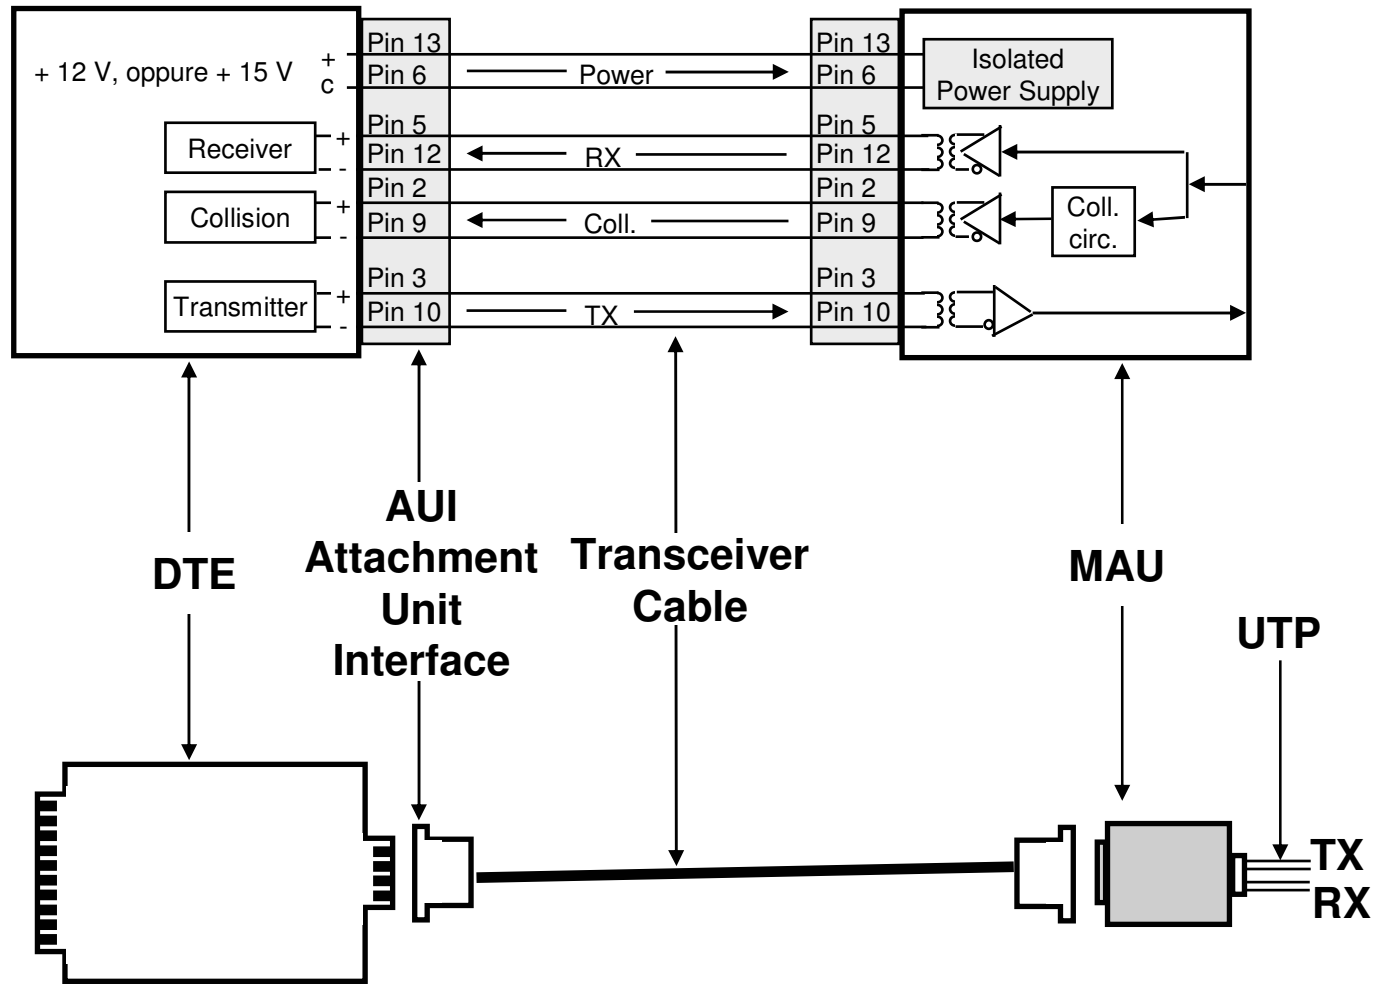 + 12 V, oppure + 15 V
+
c
Pin 13
Pin 6
Power
Pin 13
Pin 6
Isolated
Power Supply
Receiver
+
-
Pin 5
Pin 12
RX
Pin 5
Pin 12
Collision
+
-
Pin 2
Pin 9
Coll.
Pin 2
Pin 9
Coll.
circ.
Transmitter
+
-
Pin 3
Pin 10
TX
Pin 3
Pin 10
DTE
AUI
Attachment
Unit
Interface
Transceiver
Cable
MAU
UTP
TX
RX